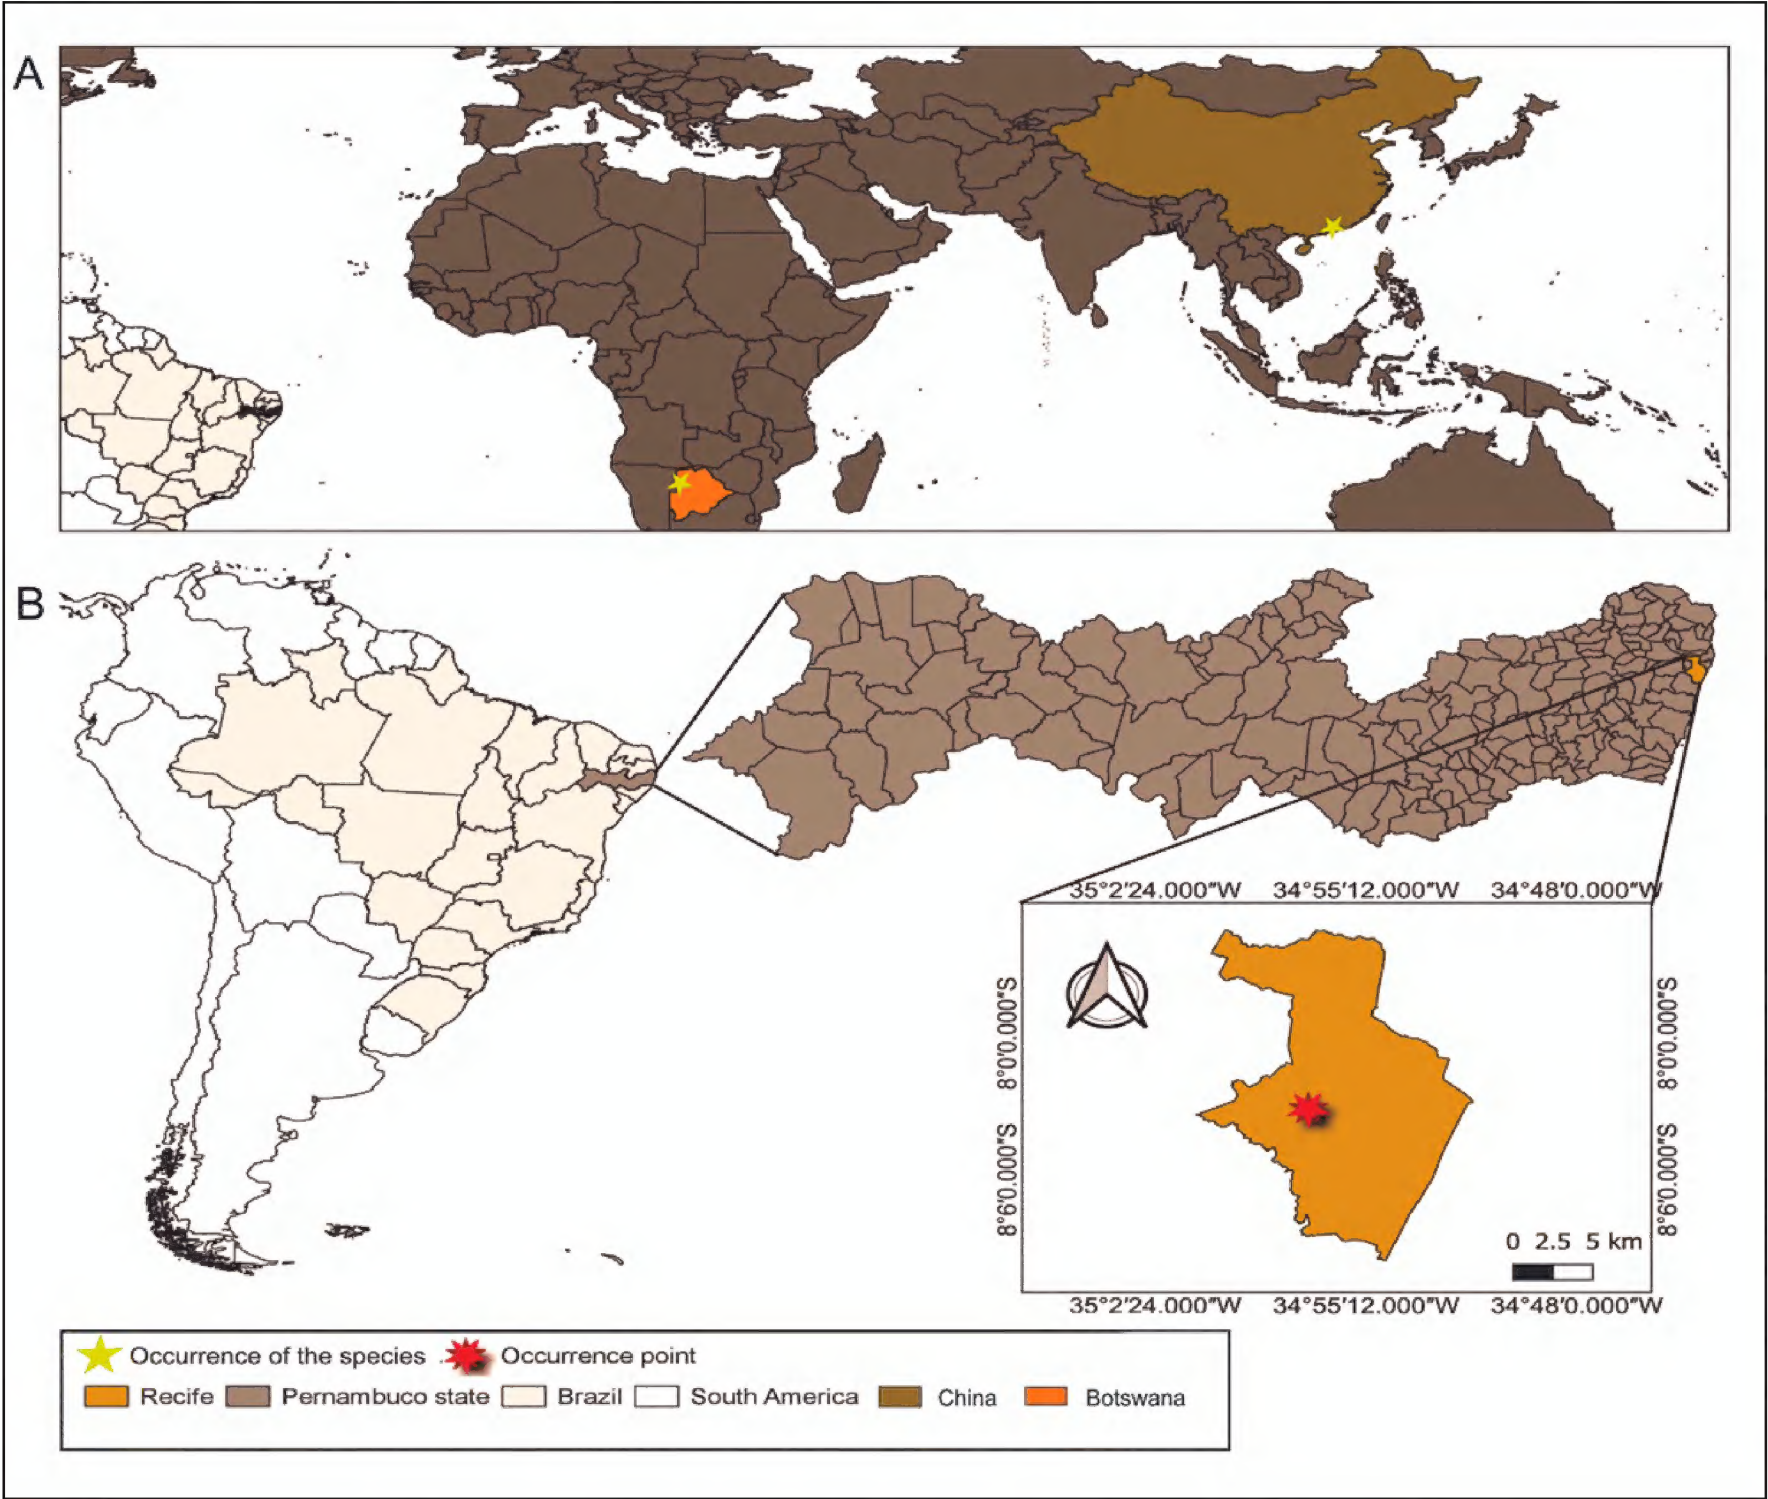 A
B
35°2′24.000″W 34°55′12.000″W 34°48′0.000″W
8°0′0.000″S
8°0′0.000″S
8°6′0.000″S
8°6′0.000″S
0 2.5 5 km
35°2′24.000″W 34°55′12.000″W 34°48′0.000″W
Occurrence of the species Occurrence point
Recife Pernambuco state Brazil South America China Botswana